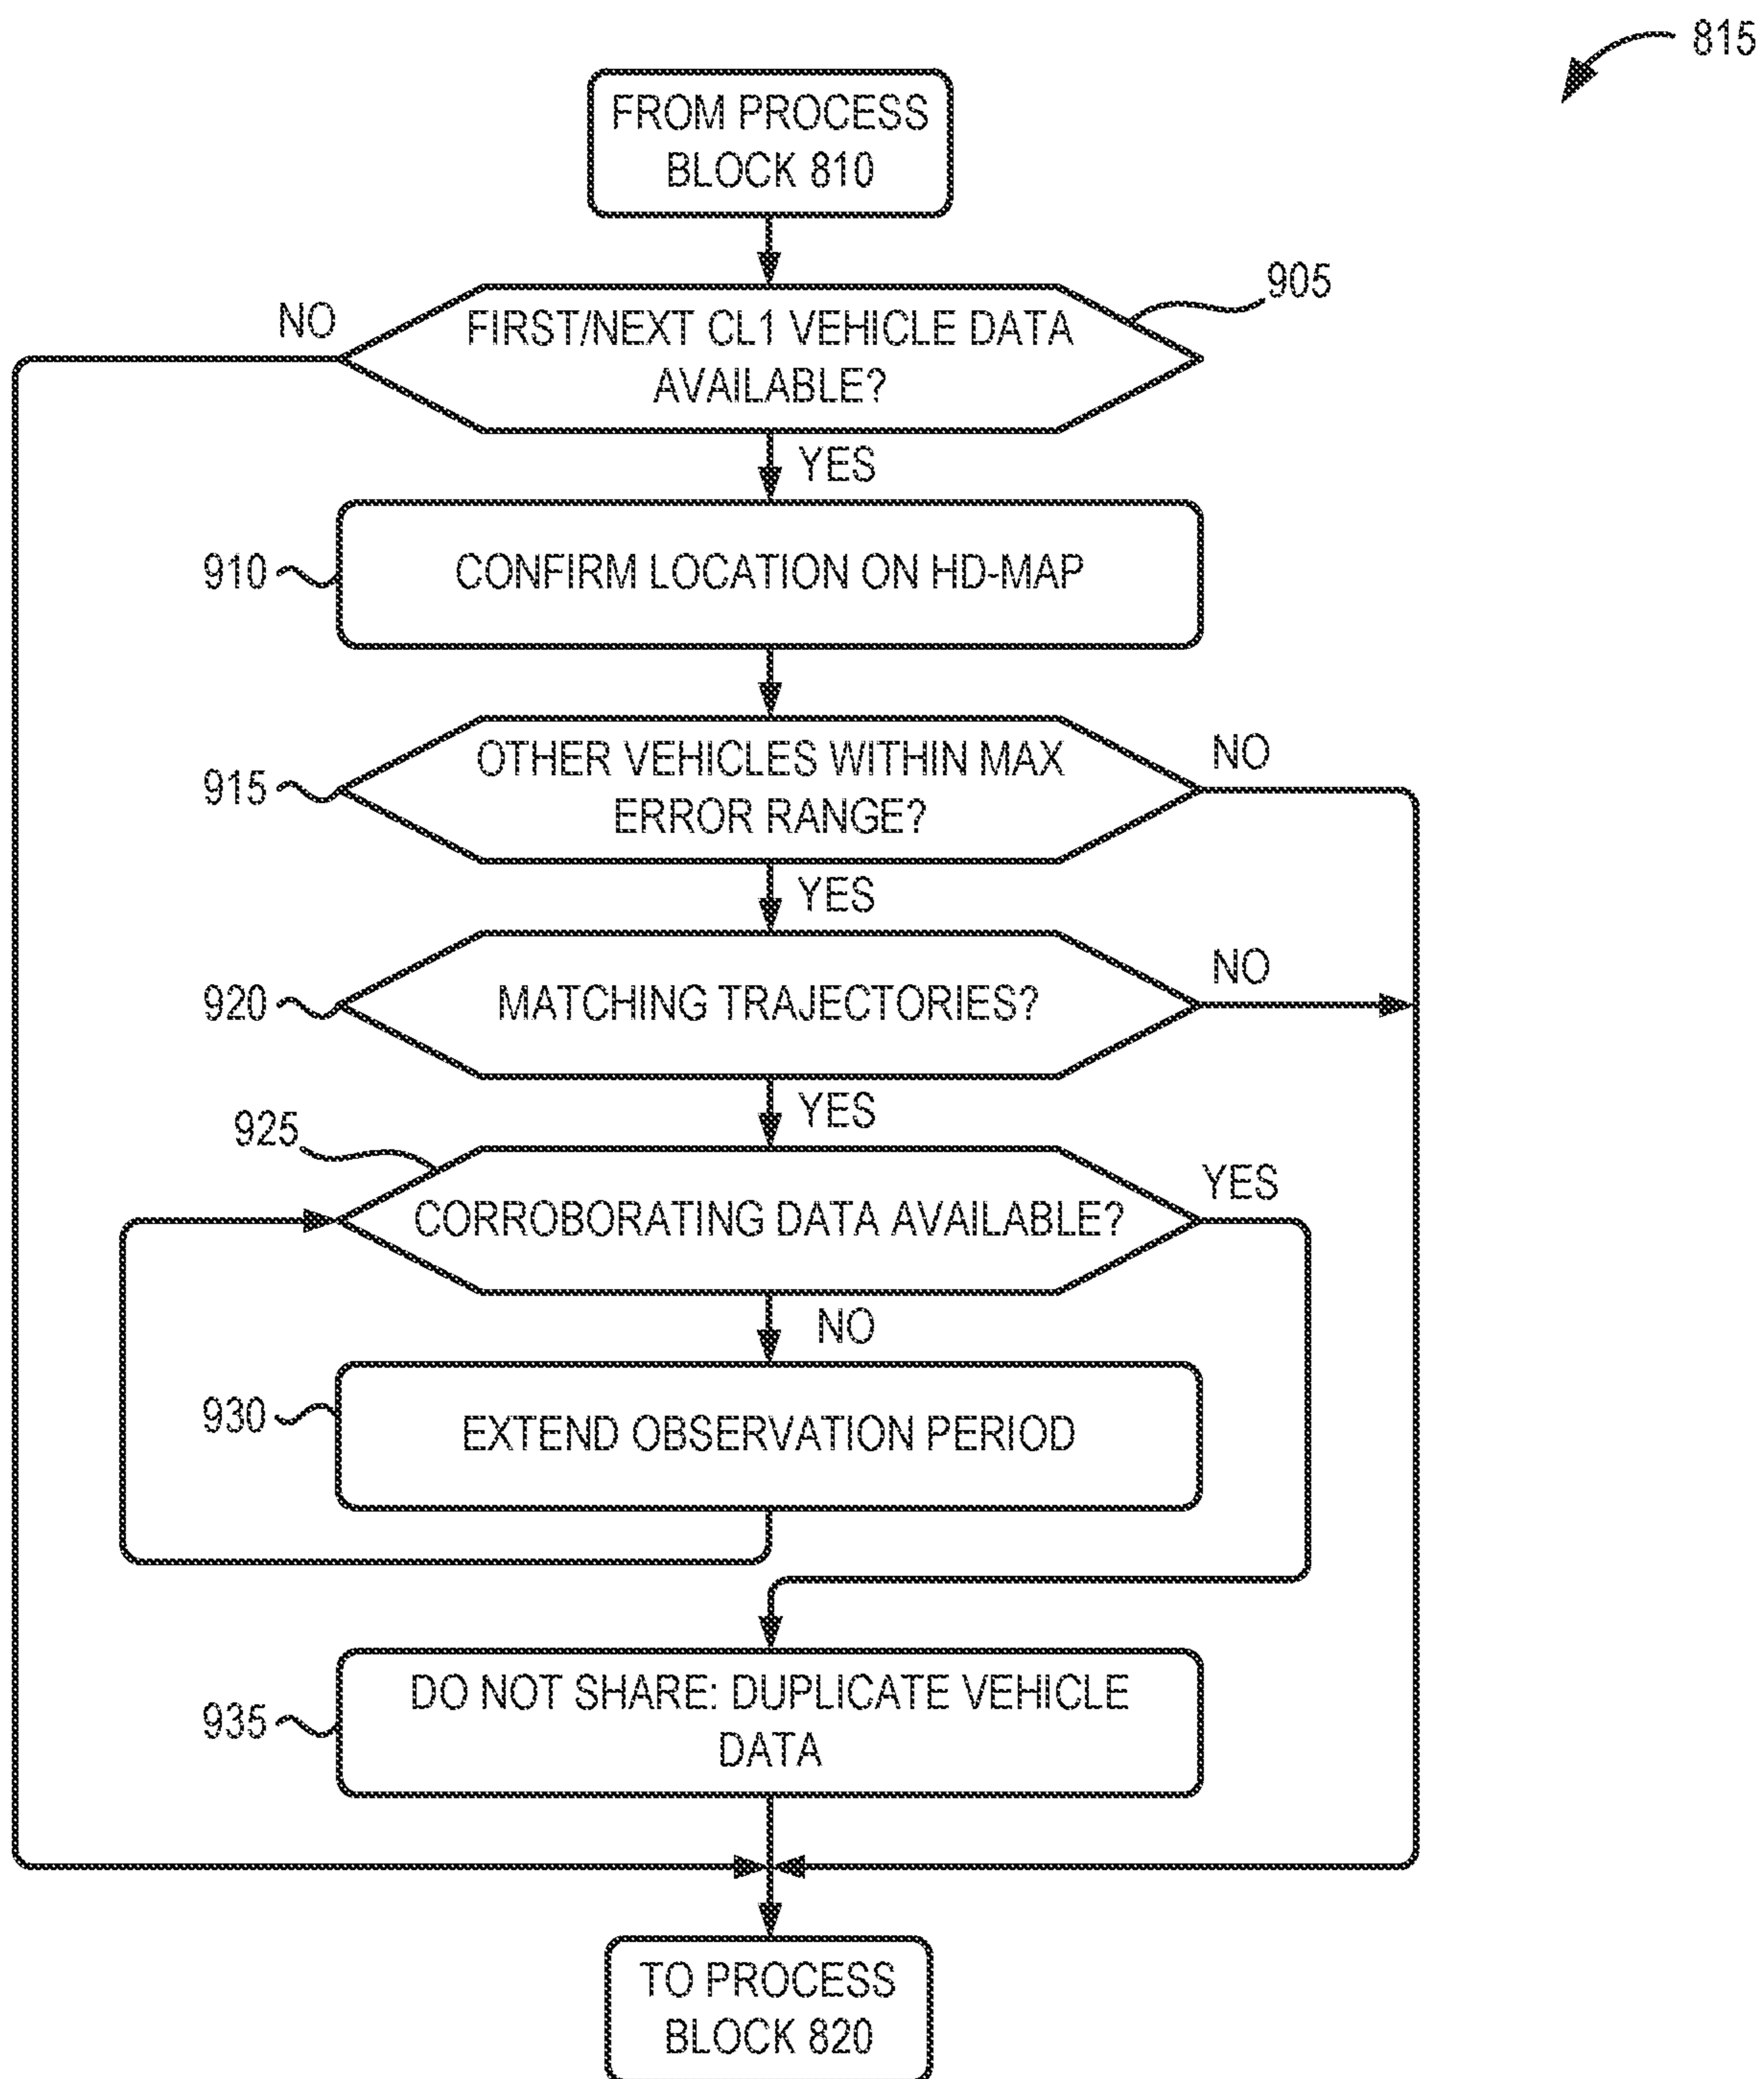 815
FROM PROCESS
BLOCK 810
905
NO
FIRST/NEXT CL1 VEHICLE DATA
AVAILABLE?
YES
910
CONFIRM LOCATION ON HD-MAP
915
OTHER VEHICLES WITHIN MAX
ERROR RANGE?
NO
YES
920
MATCHING TRAJECTORIES?
NO
YES
925
CORROBORATING DATA AVAILABLE?
YES
NO
930
EXTEND OBSERVATION PERIOD
935
DO NOT SHARE: DUPLICATE VEHICLE
DATA
TO PROCESS
BLOCK 820